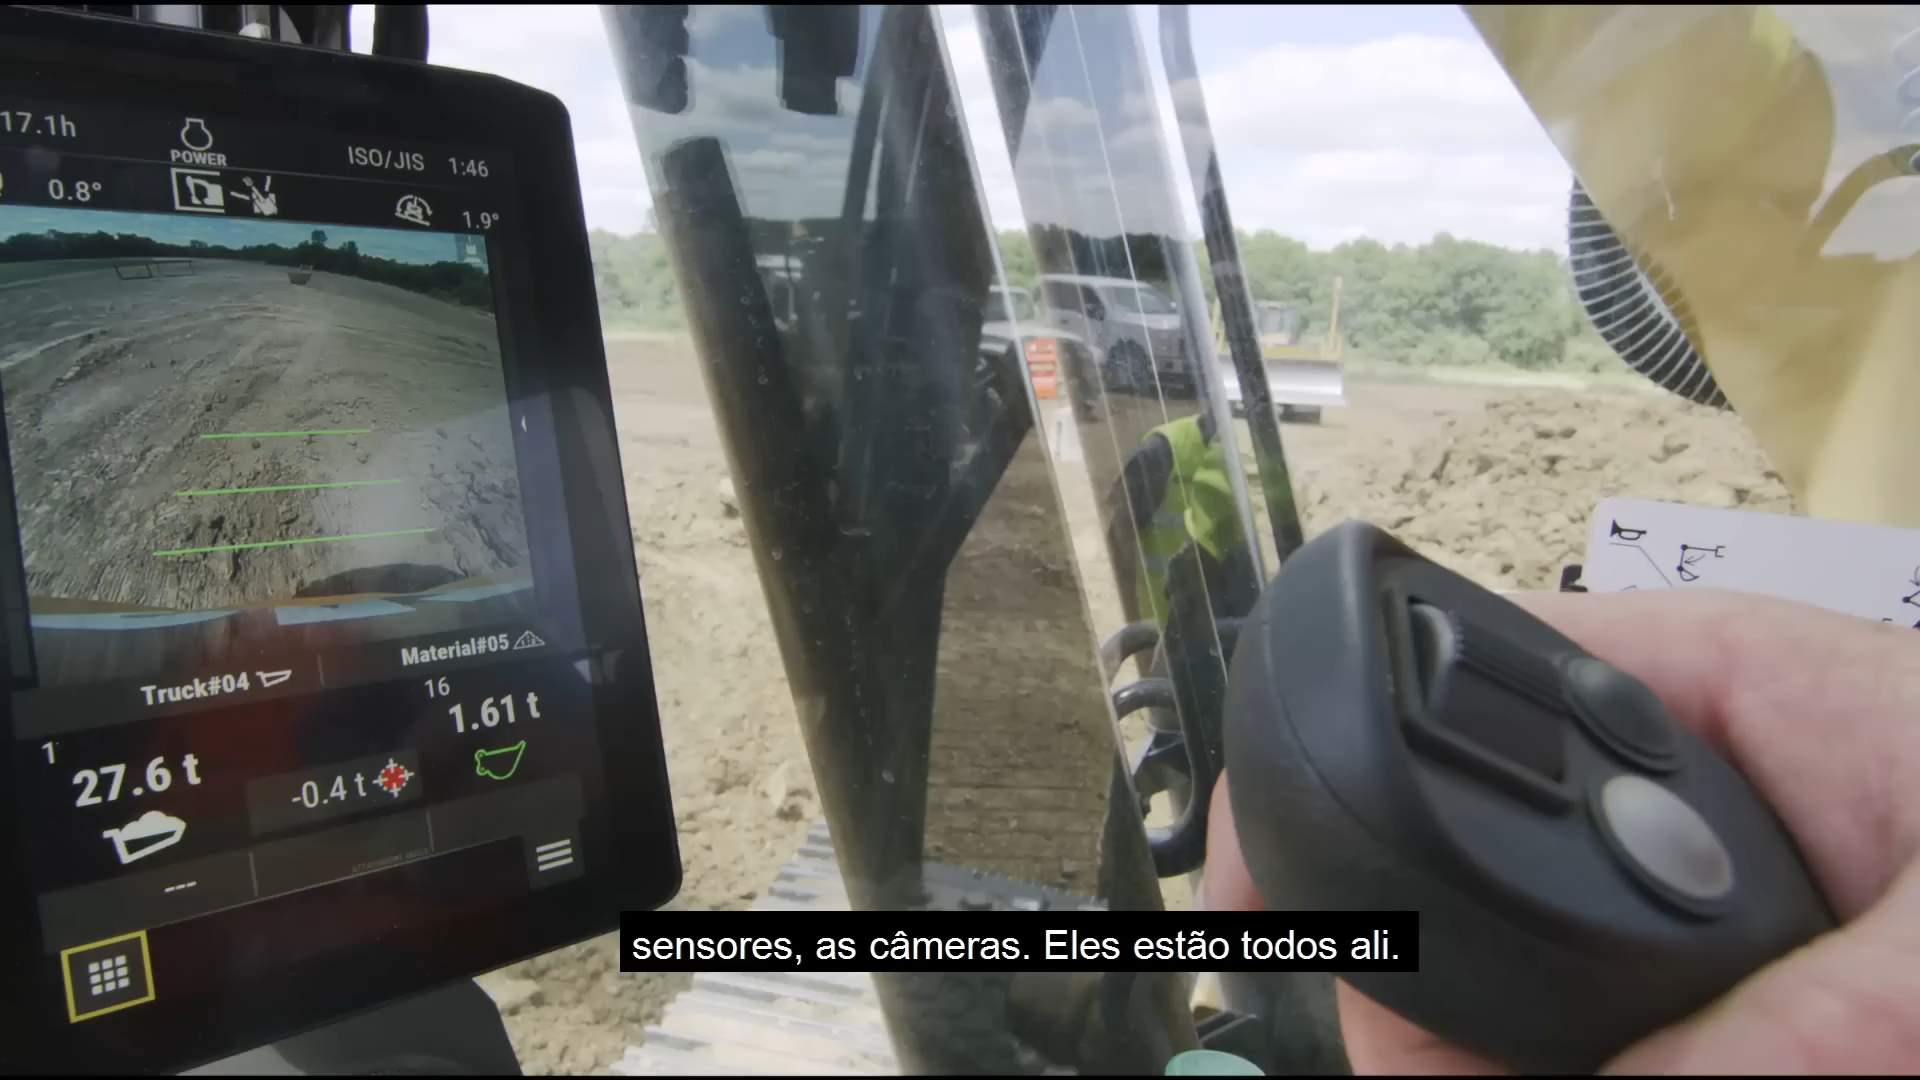 17.1h
POWER
ISO/JIS 1:46
0.8°
1.9°
Material#05
Truck#04
16
1.61 t
1
27.6 t
-0.4 t
---
sensores, as câmeras. Eles estão todos ali.